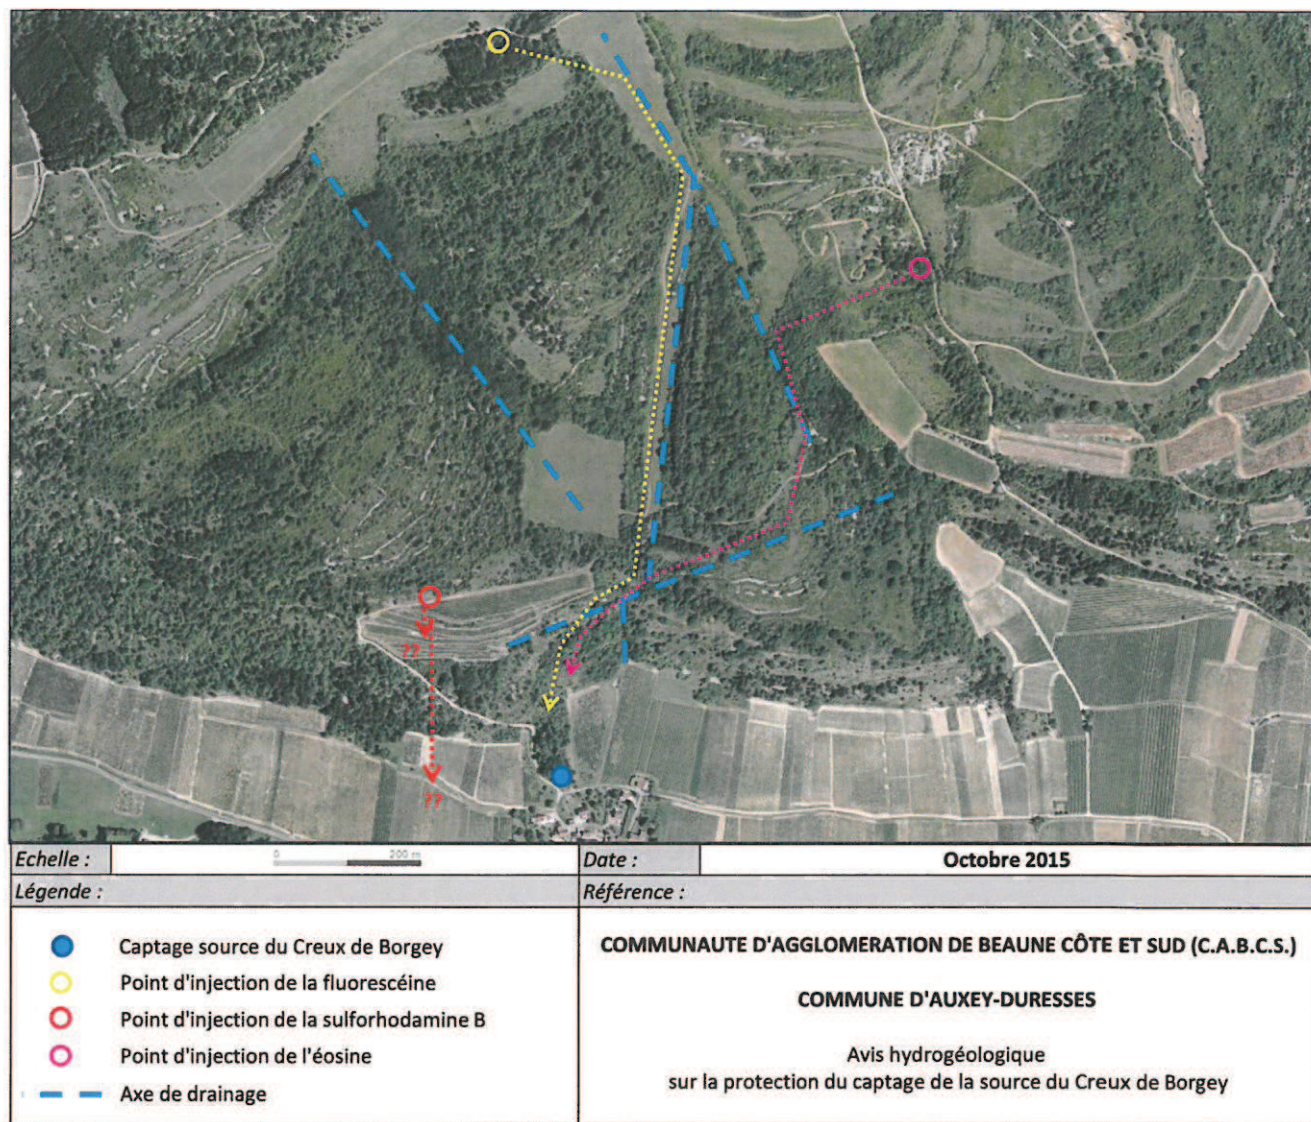 ??
??
Echelle :
0 200 m
Date :
Octobre 2015
Légende :
Référence :
Captage source du Creux de Borgey
Point d'injection de la fluorescéine
Point d'injection de la sulforhodamine B
Point d'injection de l'éosine
Axe de drainage
COMMUNAUTE D'AGGLOMERATION DE BEAUNE CÔTE ET SUD (C.A.B.C.S.)
COMMUNE D'AUXEY-DURESSES
Avis hydrogéologique
sur la protection du captage de la source du Creux de Borgey